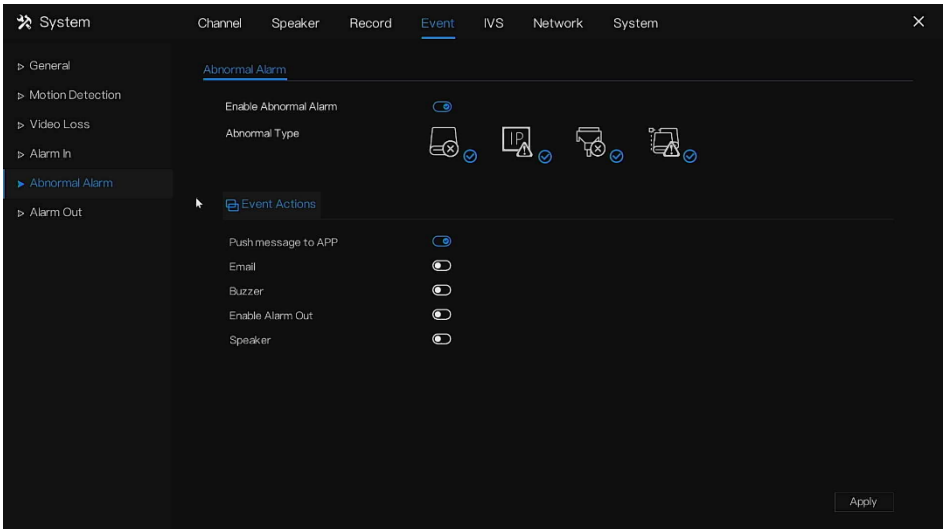 System
Channel Speaker Record Event IVS Network System
General
Motion Detection
Video Loss
Alarm In
Abnormal Alarm
Alarm Out
Abnormal Alarm
Enable Abnormal Alarm
Abnormal Type
IP
Event Actions
Push message to APP
Email
Buzzer
Enable Alarm Out
Speaker
Apply